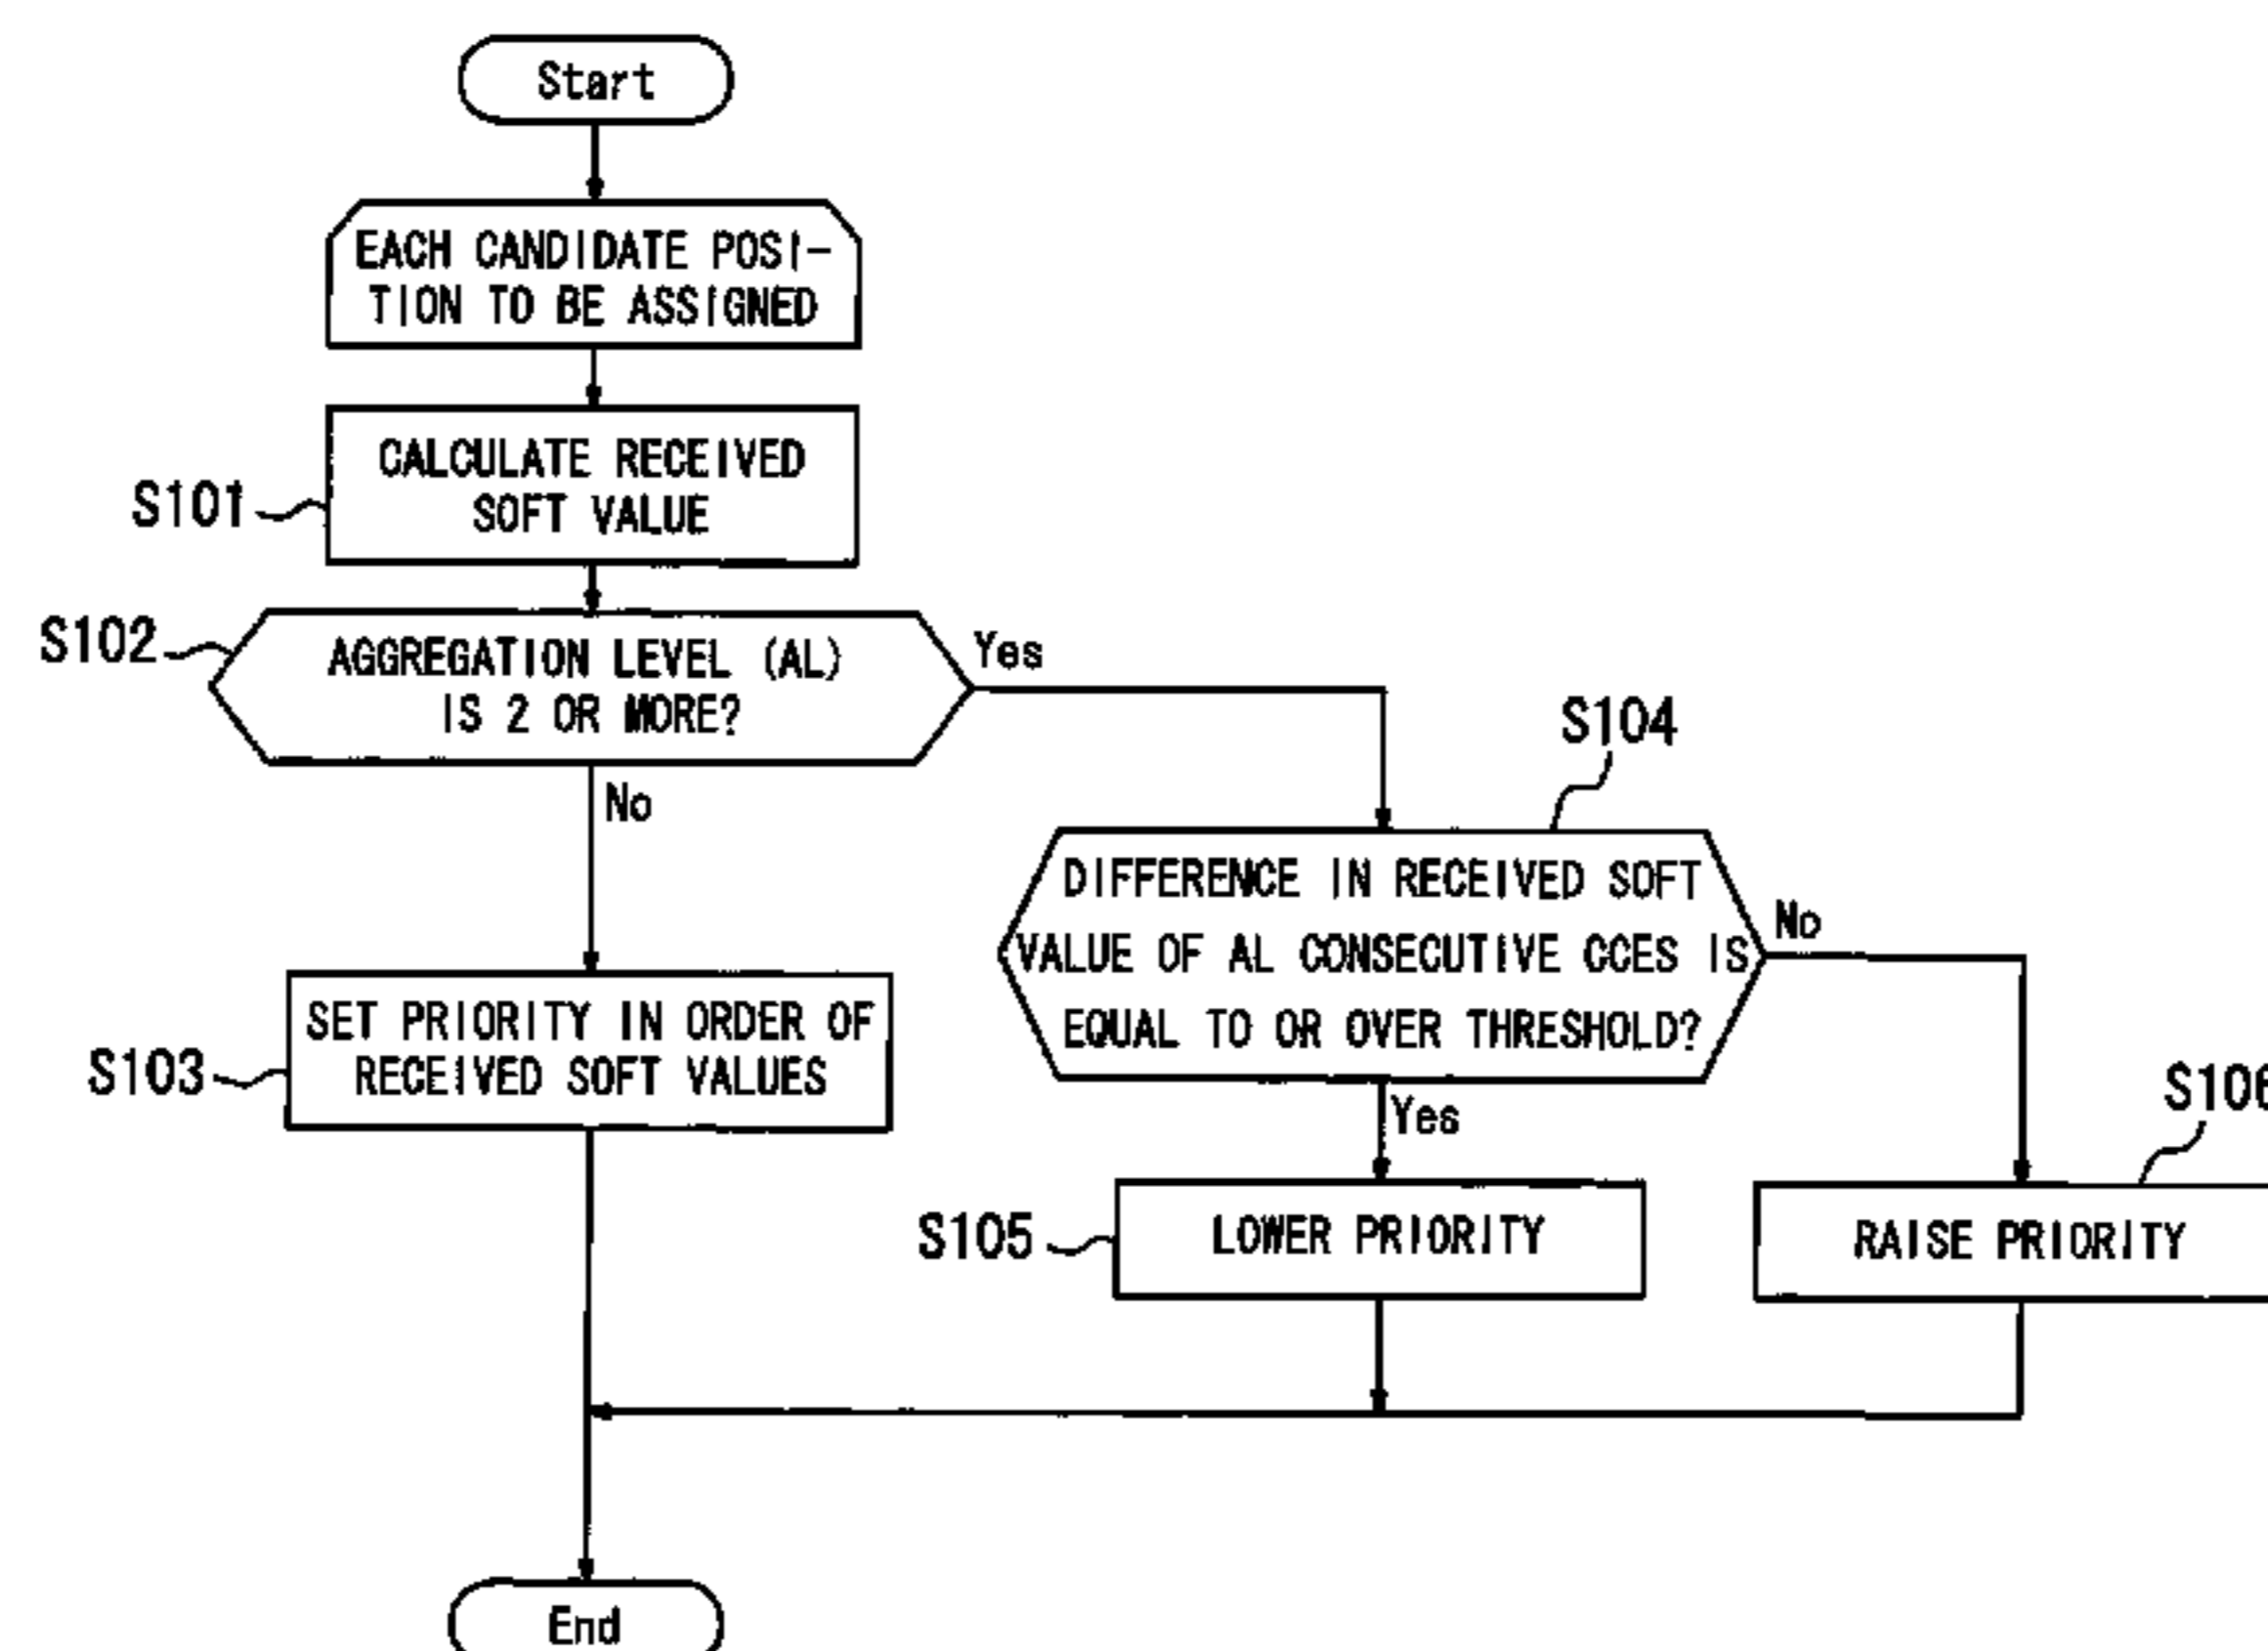 Start
EACH CANDIDATE POSI-
TION TO BE ASSIGNED
CALCULATE RECEIVED
SOFT VALUE
S101
S102
AGGREGATION LEVEL (AL)
IS 2 OR MORE?
Yes
No
S104
DIFFERENCE IN RECEIVED SOFT
VALUE OF AL CONSECUTIVE CCES IS
EQUAL TO OR OVER THRESHOLD?
No
Yes
SET PRIORITY IN ORDER OF
RECEIVED SOFT VALUES
S103
S106
S105
LOWER PRIORITY
RAISE PRIORITY
End